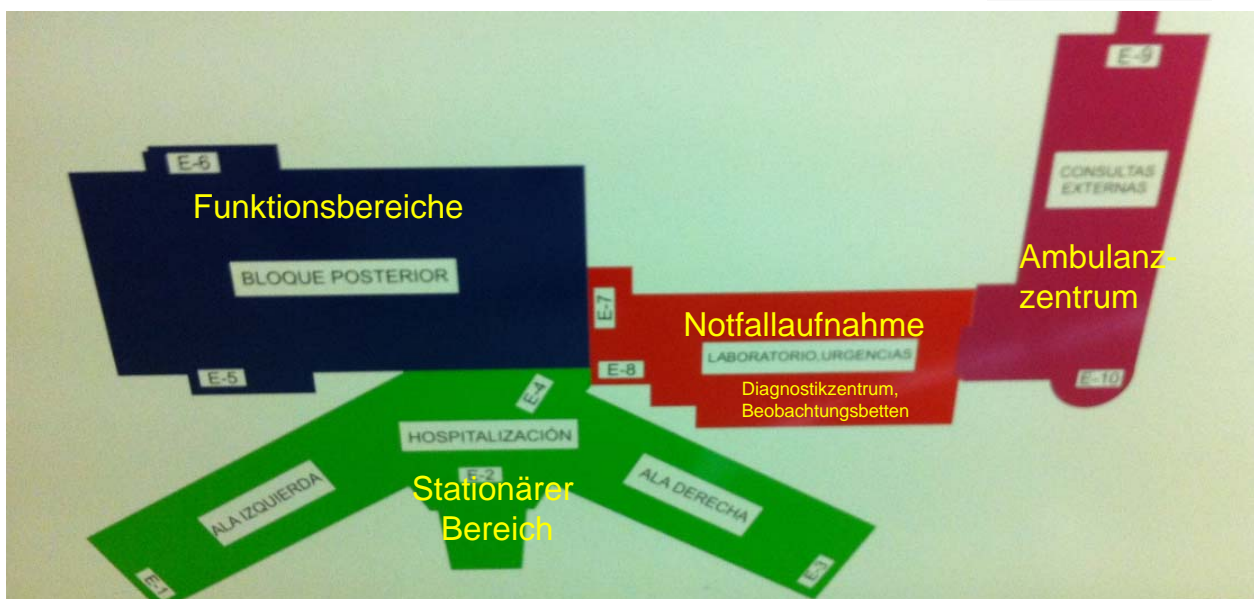 E-9
E-6
CONSULTAS
EXTERNAS
Funktionsbereiche
BLOQUE POSTERIOR
Ambulanz-
zentrum
E-7
Notfallaufnahme
LABORATORIO,URGENCIAS
E-8
E-5
E-10
Diagnostikzentrum,
Beobachtungsbetten
E-4
HOSPITALIZACIÓN
E-2
Stationärer
Bereich
ALA IZQUIERDA
ALA DERECHA
E-1
E-3